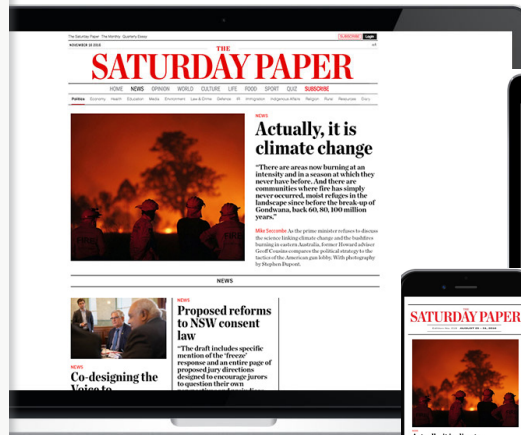 The Saturday Paper The Monthly Quarterly Essay
SUBSCRIBE Login
NOVEMBER 16 2019
THE
SATURDAY PAPER
HOME NEWS OPINION WORLD CULTURE LIFE FOOD SPORT QUIZ SUBSCRIBE
Politics Economy Health Education Media Environment Law & Crime Defence Immigration Indigenous Affairs Religion Rural Resources
NEWS
Actually, it is
climate change
"There are areas now burning at an
intensity and in a season at which they
never have before. And there are
communities where fire has simply
never occurred, moist refuges in the
landscape since before the break-up of
Gondwana, back 60, 80, 100 million
years."
Mike Seccombe As the prime minister refuses to discuss
the science linking climate change and the bushfires
burning in eastern Australia, former Howard adviser
Geoff Cousins compares the political strategy to the
tactics of the American gun lobby. With photography
by Stephen Dupont.
NEWS
NEWS
Proposed reforms
to NSW consent
law
"The draft includes specific
mention of the 'freeze'
response and an entire page of
proposed jury directions
designed to encourage jurors
to question their own
NEWS
Co-designing the
Voice to
THE
SATURDAY PAPER